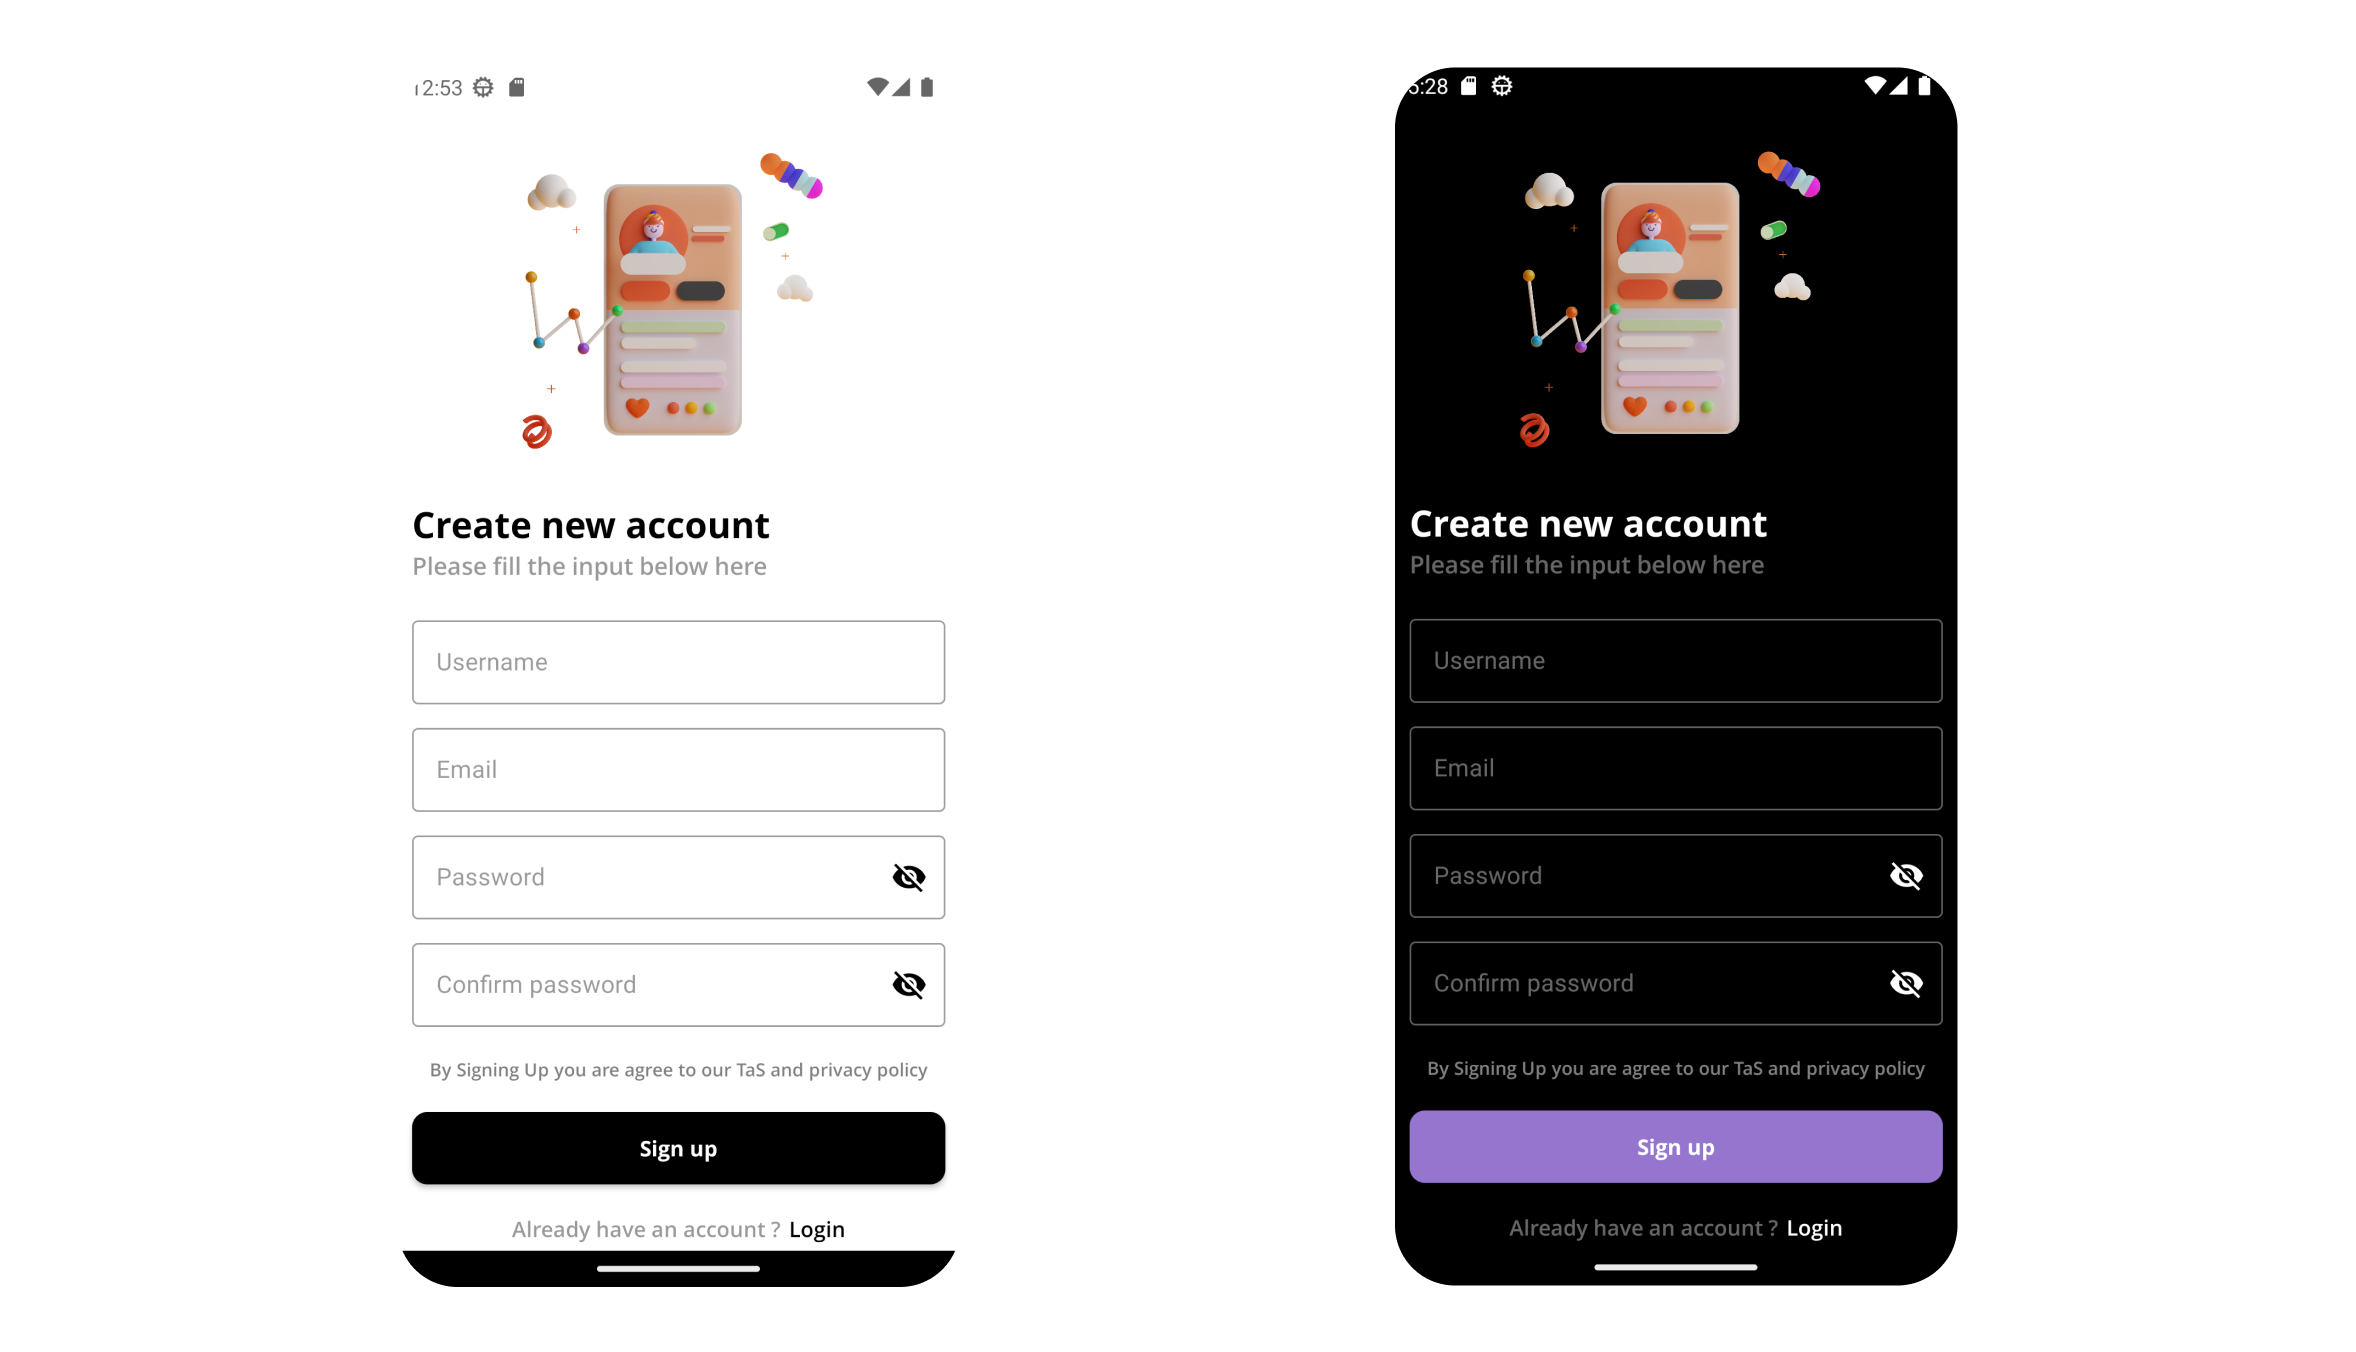 2:53
Create new account
Please fill the input below here
Username
Email
Password
Confirm password
By Signing Up you are agree to our TaS and privacy policy
Sign up
Already have an account ? Login
:28
Create new account
Please fill the input below here
Username
Email
Password
Confirm password
By Signing Up you are agree to our TaS and privacy policy
Sign up
Already have an account ? Login